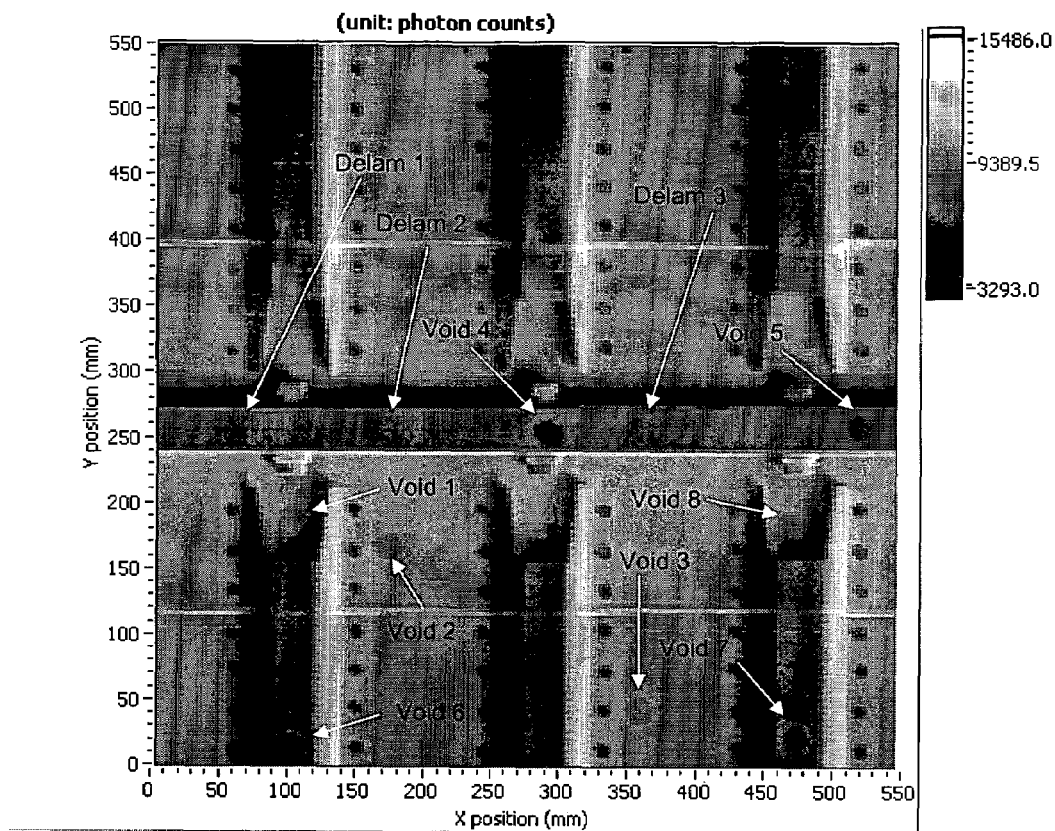 (unit: photon counts)
550
500
450
400
350
300
250
200
150
100
50
0
Y position (mm)
0 50 100 150 200 250 300 350 400 450 500 550
X position (mm)
15486.0
9389.5
3293.0
Delam 1
Delam 2
Delam 3
Void 4
Void 5
Void 1
Void 8
Void 3
Void 2
Void 7
Void 6